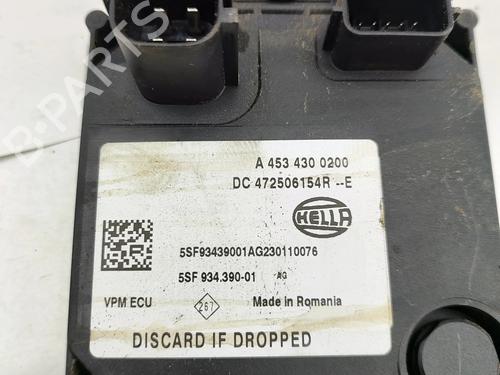 A 453 430 0200
DC 472506154R --E
HELLA
5SF93439001AG230110076
5SF 934.390-01 AG
VPM ECU 267 Made in Romania
DISCARD IF DROPPED
B-PARTS